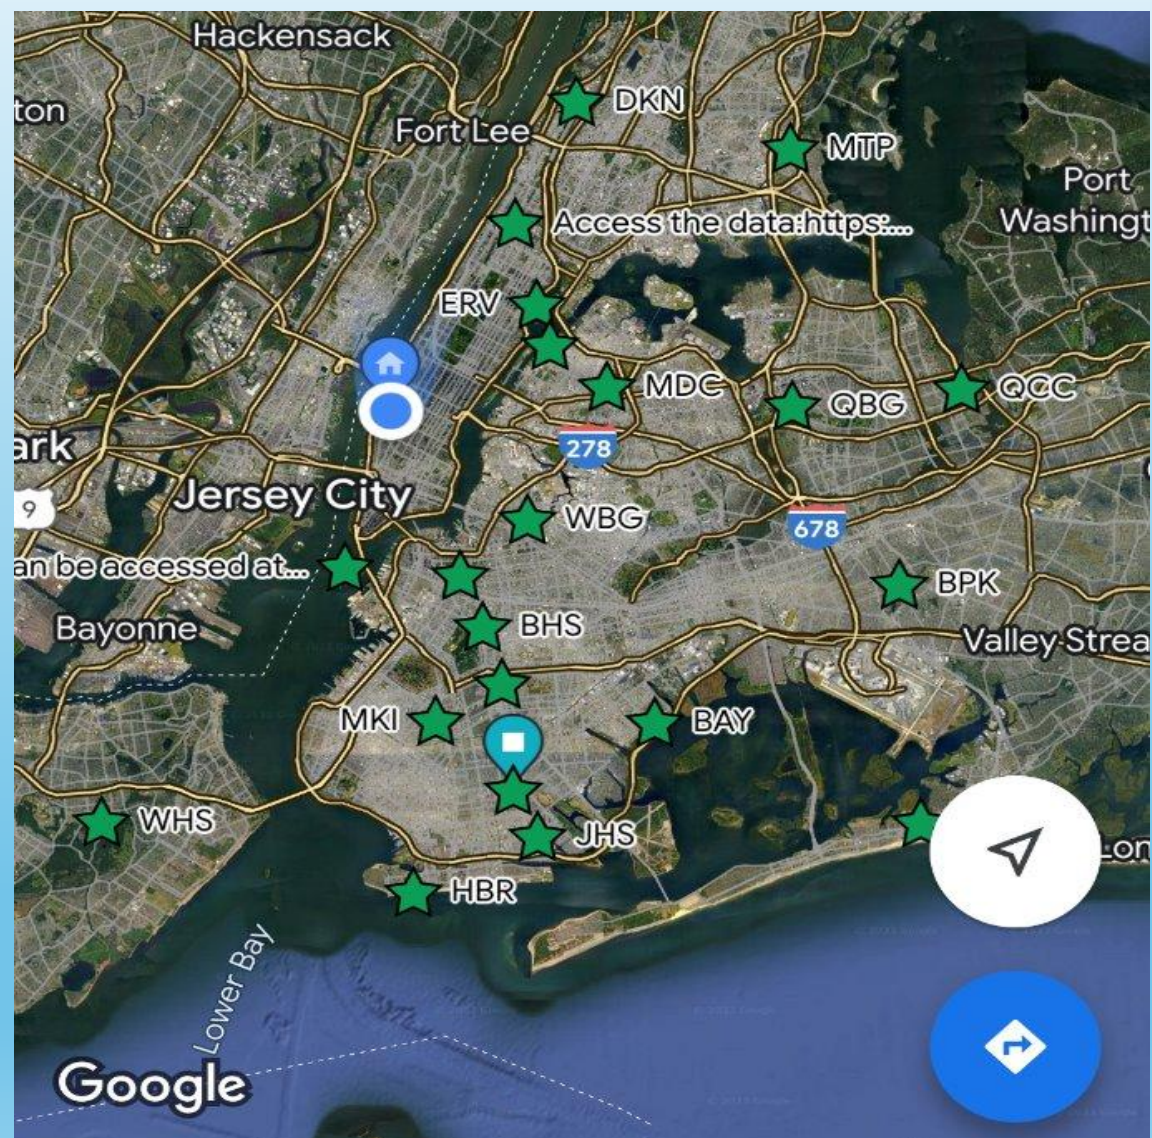 Hackensack
ton
DKN
Fort Lee
MTP
Port
Washingt
Access the data:https:...
ERV
MDC
QBG
QCC
ark
278
Jersey City
9
WBG
678
an be accessed at...
BPK
Bayonne
BHS
Valley Strea
MKI
BAY
WHS
JHS
Lon
HBR
Lower Bay
Google